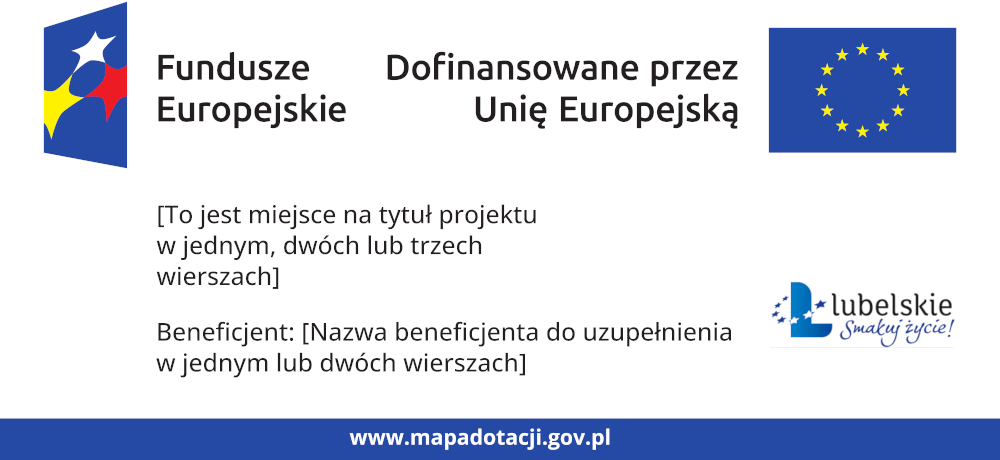 Fundusze
Europejskie
Dofinansowane przez
Unię Europejską
[To jest miejsce na tytuł projektu
w jednym, dwóch lub trzech
wierszach]
Beneficjent: [Nazwa beneficjenta do uzupełnienia
w jednym lub dwóch wierszach]
lubelskie
Smakuj życie!
www.mapadotacji.gov.pl